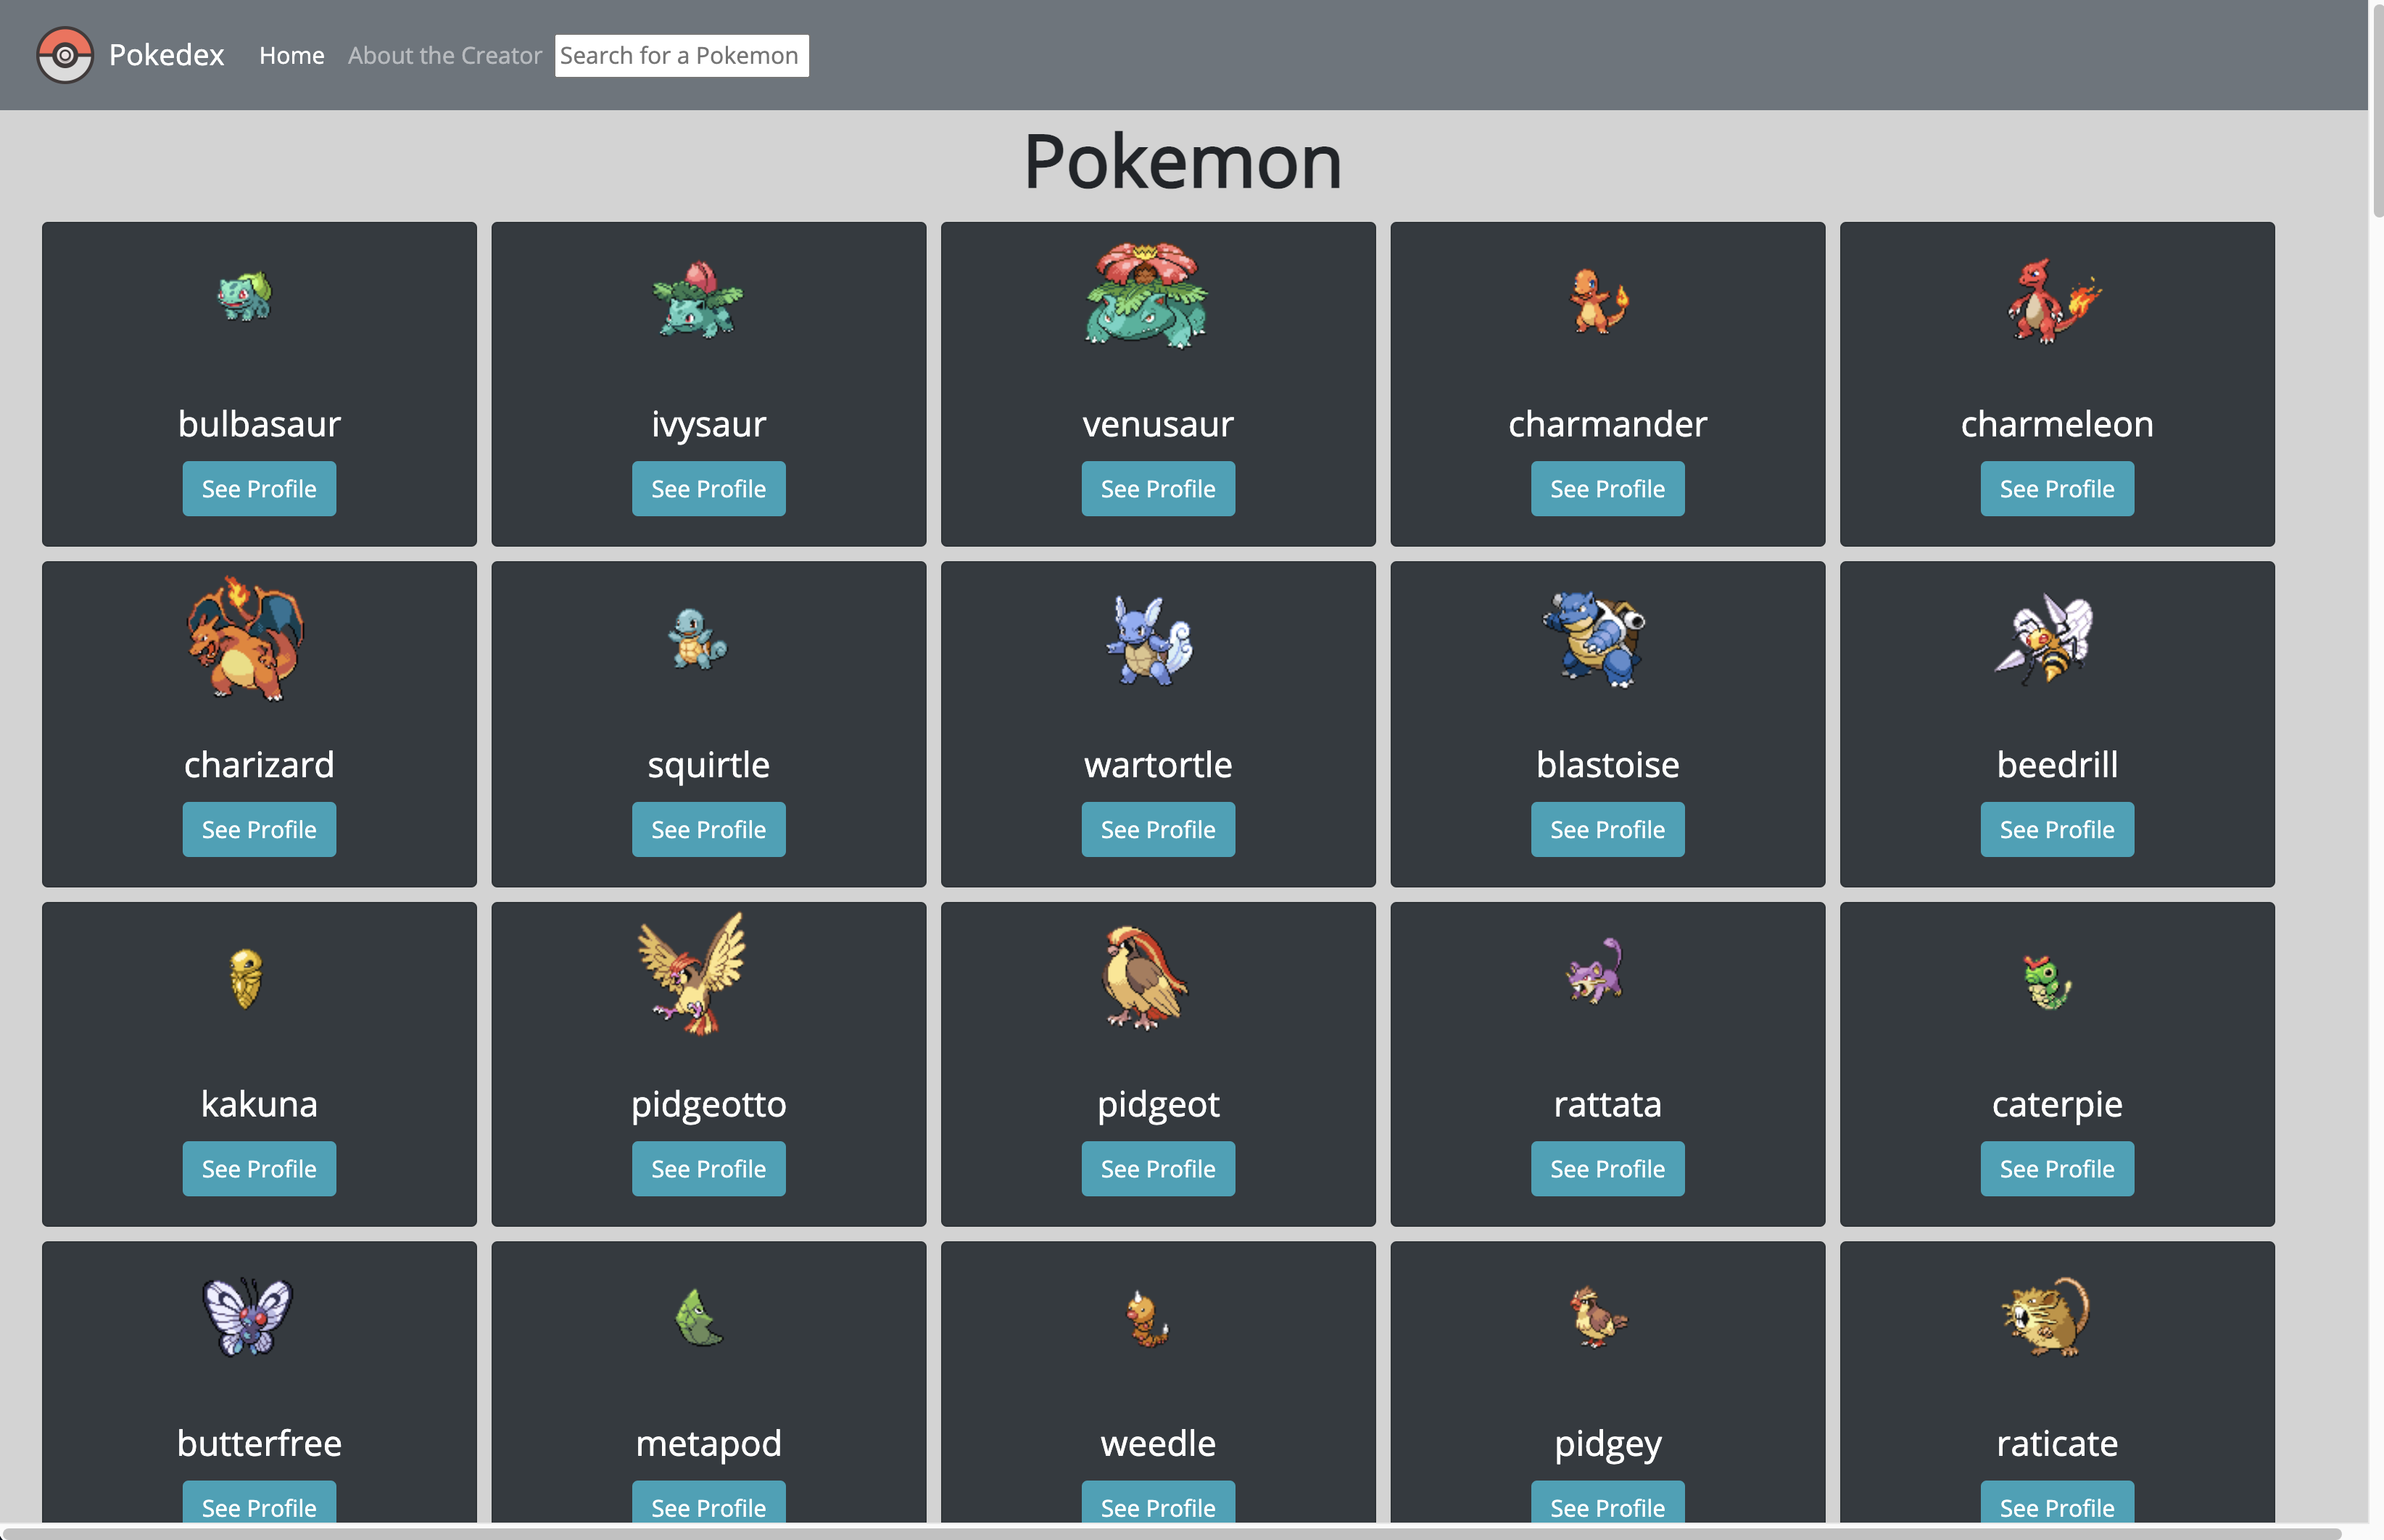 Pokedex Home About the Creator Search for a Pokemon
Pokemon
bulbasaur ivysaur venusaur charmander charmeleon
See Profile See Profile See Profile See Profile See Profile
charizard squirtle wartortle blastoise beedrill
See Profile See Profile See Profile See Profile See Profile
kakuna pidgeotto pidgeot rattata caterpie
See Profile See Profile See Profile See Profile See Profile
butterfree metapod weedle pidgey raticate
See Profile See Profile See Profile See Profile See Profile